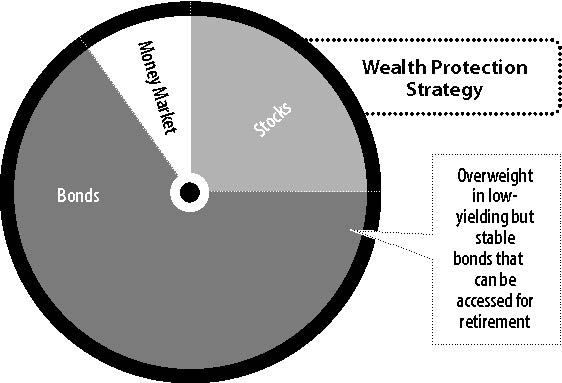 Money Market
Stocks
Bonds
Wealth Protection
Strategy
Overweight
in low-
yielding but
stable
bonds that
can be
accessed for
retirement